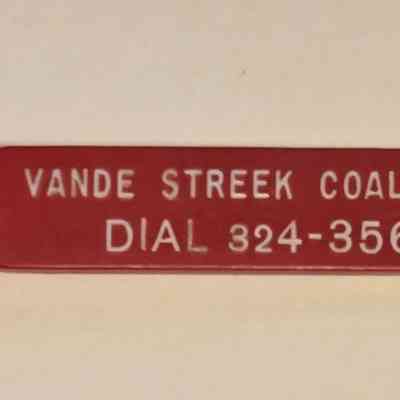 VANDE STREEK COAL
DIAL 324-356